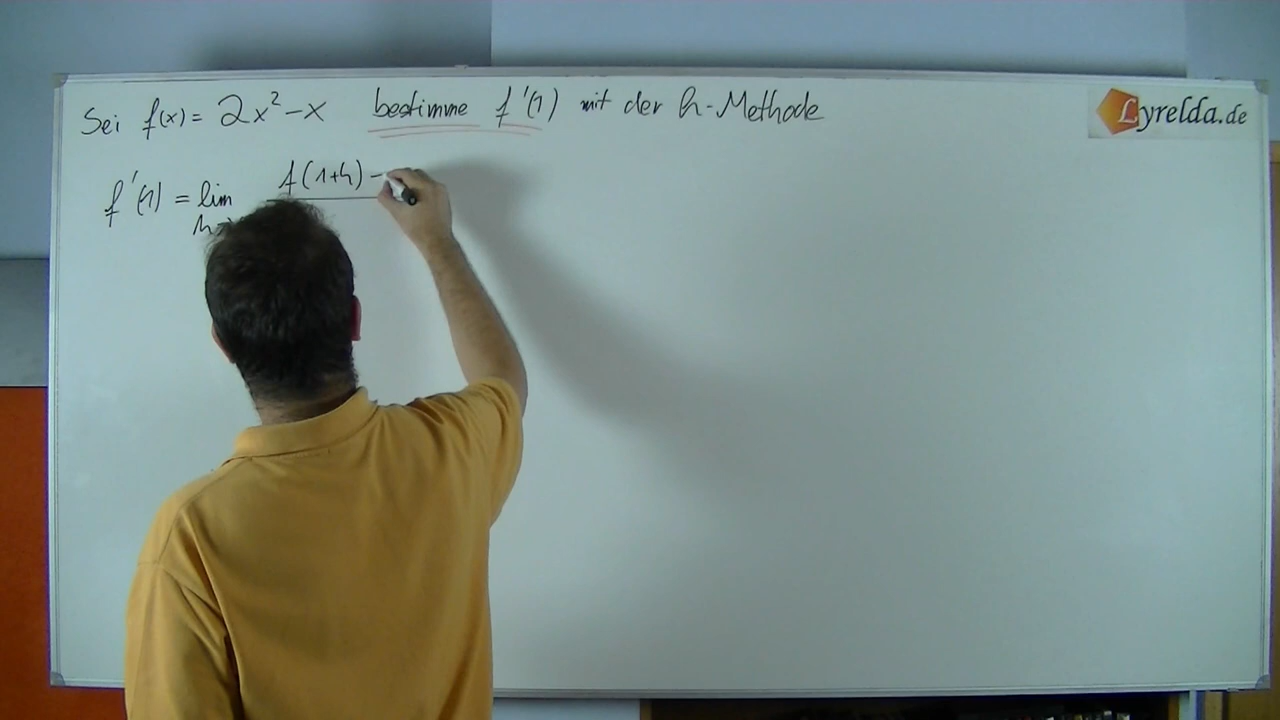 Sei f(x) = 2x² - x bestimme f'(1) mit der h-Methode
Lyrelda.de
f(1+h) -
f'(1) = lim
h→